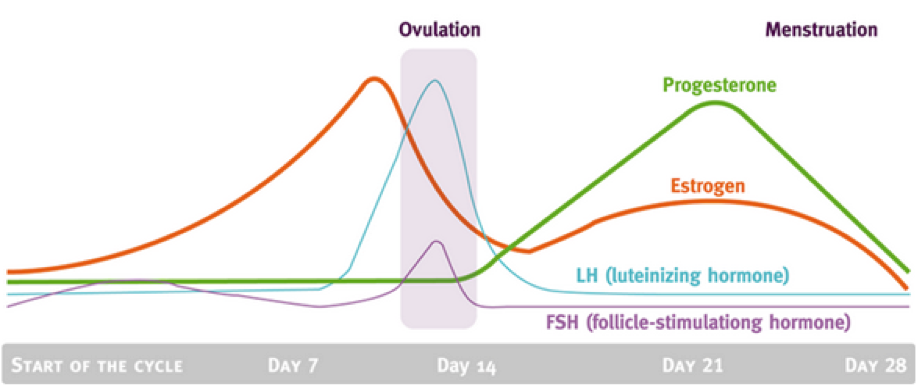 Ovulation
Menstruation
Progesterone
Estrogen
LH (luteinizing hormone)
FSH (follicle-stimulationg hormone)
START OF THE CYCLE
DAY 7
DAY 14
DAY 21
DAY 28